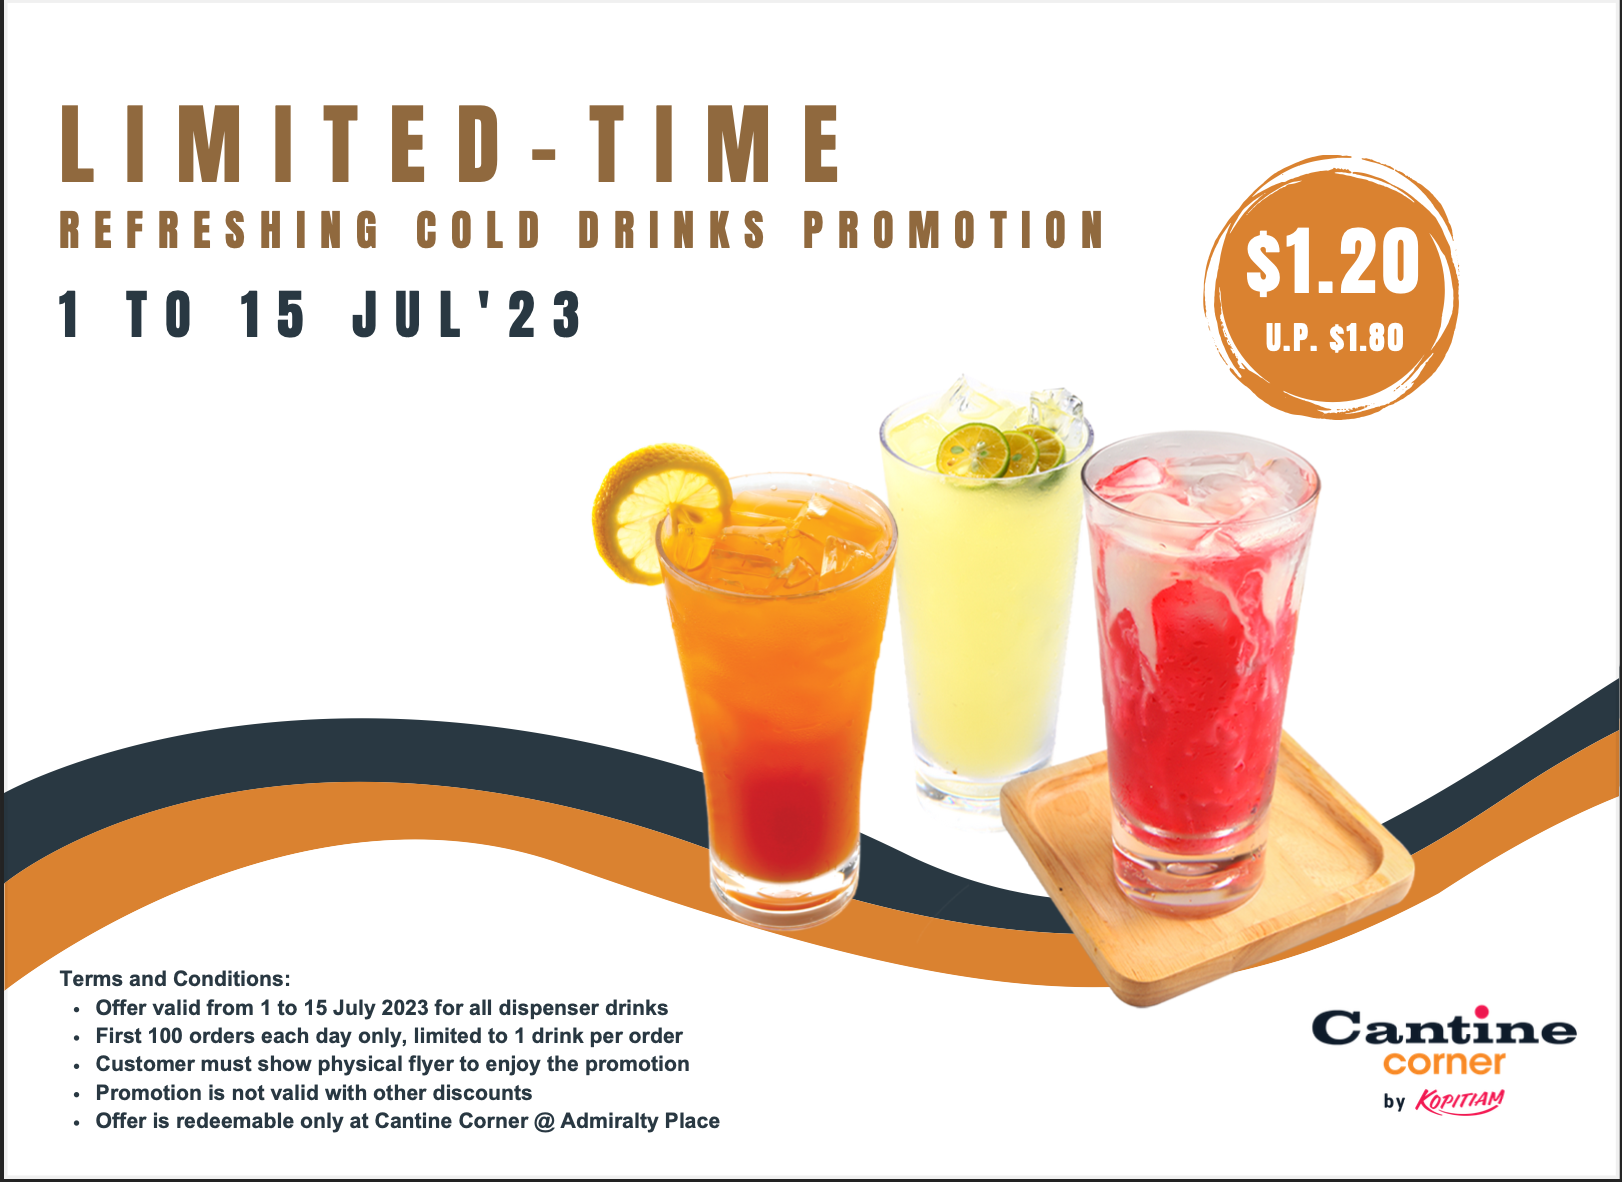 LIMITED-TIME
REFRESHING COLD DRINKS PROMOTION
1 TO 15 JUL'23
$1.20
U.P. $1.80
Terms and Conditions:
• Offer valid from 1 to 15 July 2023 for all dispenser drinks
• First 100 orders each day only, limited to 1 drink per order
• Customer must show physical flyer to enjoy the promotion
• Promotion is not valid with other discounts
• Offer is redeemable only at Cantine Corner @ Admiralty Place
Cantine
corner
by KOPITIAM